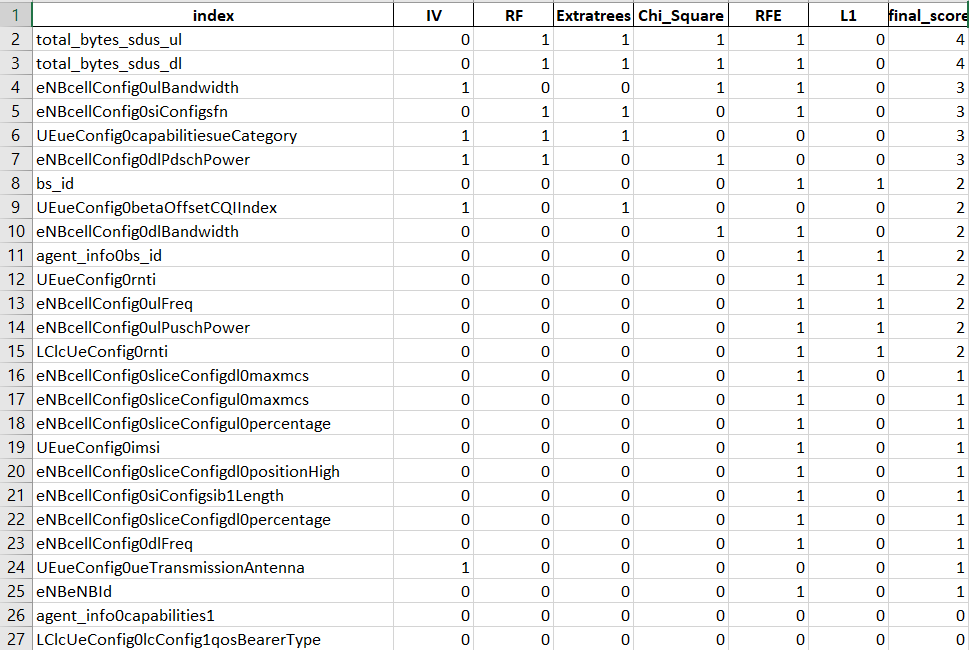 1 index IV RF Extratrees Chi_Square RFE L1 final_score
2 total_bytes_sdus_ul 0 1 1 1 1 0 4
3 total_bytes_sdus_dl 0 1 1 1 1 0 4
4 eNBcellConfig0ulBandwidth 1 0 0 1 1 0 3
5 eNBcellConfig0siConfigsfn 0 1 1 0 1 0 3
6 UEueConfig0capabilitiesueCategory 1 1 1 0 0 0 3
7 eNBcellConfig0dlPdschPower 1 1 0 1 0 0 3
8 bs_id 0 0 0 0 1 1 2
9 UEueConfig0betaOffsetCQIIndex 1 0 1 0 0 0 2
10 eNBcellConfig0dlBandwidth 0 0 0 1 1 0 2
11 agent_info0bs_id 0 0 0 0 1 1 2
12 UEueConfig0rnti 0 0 0 0 1 1 2
13 eNBcellConfig0ulFreq 0 0 0 0 1 1 2
14 eNBcellConfig0ulPuschPower 0 0 0 0 1 1 2
15 LClcUeConfig0rnti 0 0 0 0 1 1 2
16 eNBcellConfig0sliceConfigdl0maxmcs 0 0 0 0 1 0 1
17 eNBcellConfig0sliceConfigul0maxmcs 0 0 0 0 1 0 1
18 eNBcellConfig0sliceConfigul0percentage 0 0 0 0 1 0 1
19 UEueConfig0imsi 0 0 0 0 1 0 1
20 eNBcellConfig0sliceConfigdl0positionHigh 0 0 0 0 1 0 1
21 eNBcellConfig0siConfigsib1Length 0 0 0 0 1 0 1
22 eNBcellConfig0sliceConfigdl0percentage 0 0 0 0 1 0 1
23 eNBcellConfig0dlFreq 0 0 0 0 1 0 1
24 UEueConfig0ueTransmissionAntenna 1 0 0 0 0 0 1
25 eNBeNBId 0 0 0 0 1 0 1
26 agent_info0capabilities1 0 0 0 0 0 0 0
27 LClcUeConfig0lcConfig1qosBearerType 0 0 0 0 0 0 0